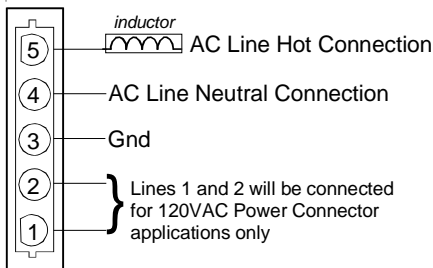 inductor
5 AC Line Hot Connection
4 AC Line Neutral Connection
3 Gnd
2 Lines 1 and 2 will be connected
for 120VAC Power Connector
1 applications only